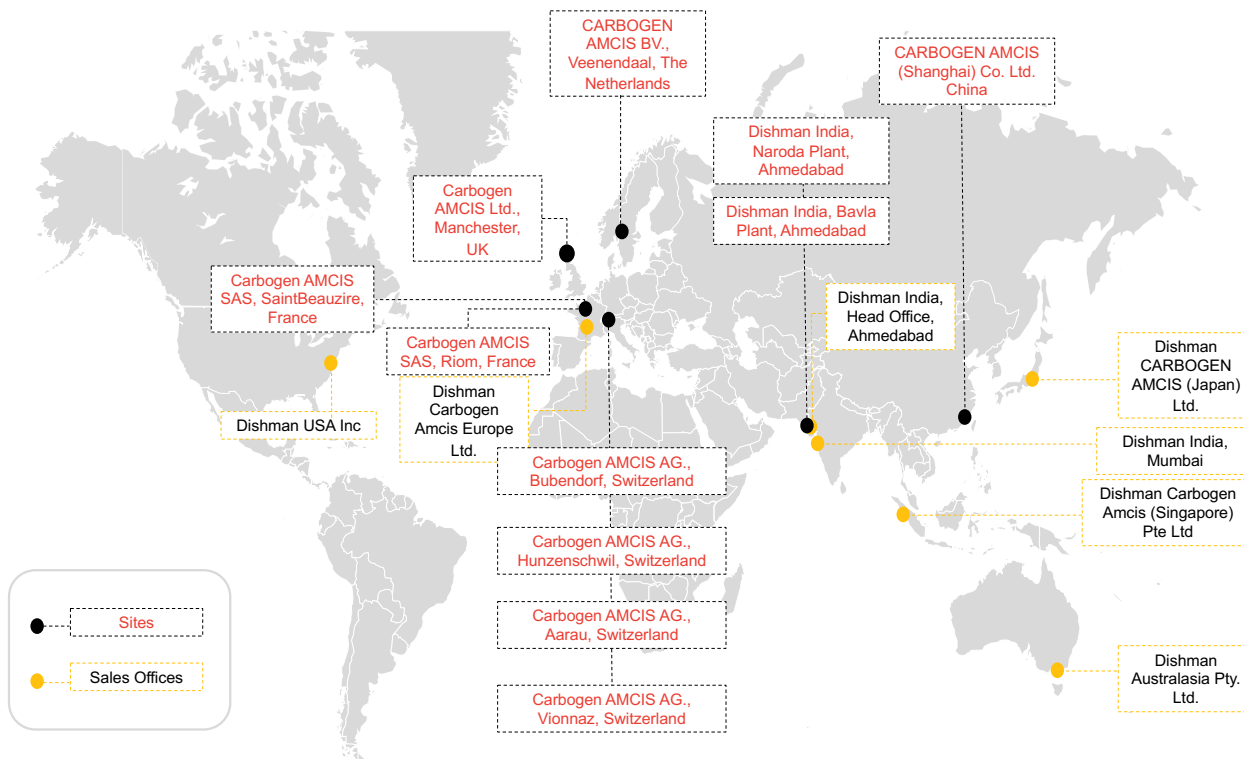 CARBOGEN
AMCIS BV.,
Veenendaal, The
Netherlands
CARBOGEN AMCIS
(Shanghai) Co. Ltd.
China
Dishman India,
Naroda Plant,
Ahmedabad
Carbogen
AMCIS Ltd.,
Manchester,
UK
Dishman India, Bavla
Plant, Ahmedabad
Carbogen AMCIS
SAS, SaintBeauzire,
France
Dishman India,
Head Office,
Ahmedabad
Carbogen AMCIS
SAS, Riom, France
Dishman
CARBOGEN
AMCIS (Japan)
Ltd.
Dishman
Carbogen
Amcis Europe
Ltd.
Dishman USA Inc
Dishman India,
Mumbai
Carbogen AMCIS AG.,
Bubendorf, Switzerland
Dishman Carbogen
Amcis (Singapore)
Pte Ltd
Carbogen AMCIS AG.,
Hunzenschwil, Switzerland
Carbogen AMCIS AG.,
Aarau, Switzerland
Dishman
Australasia Pty.
Ltd.
Carbogen AMCIS AG.,
Vionnaz, Switzerland
Sites
Sales Offices